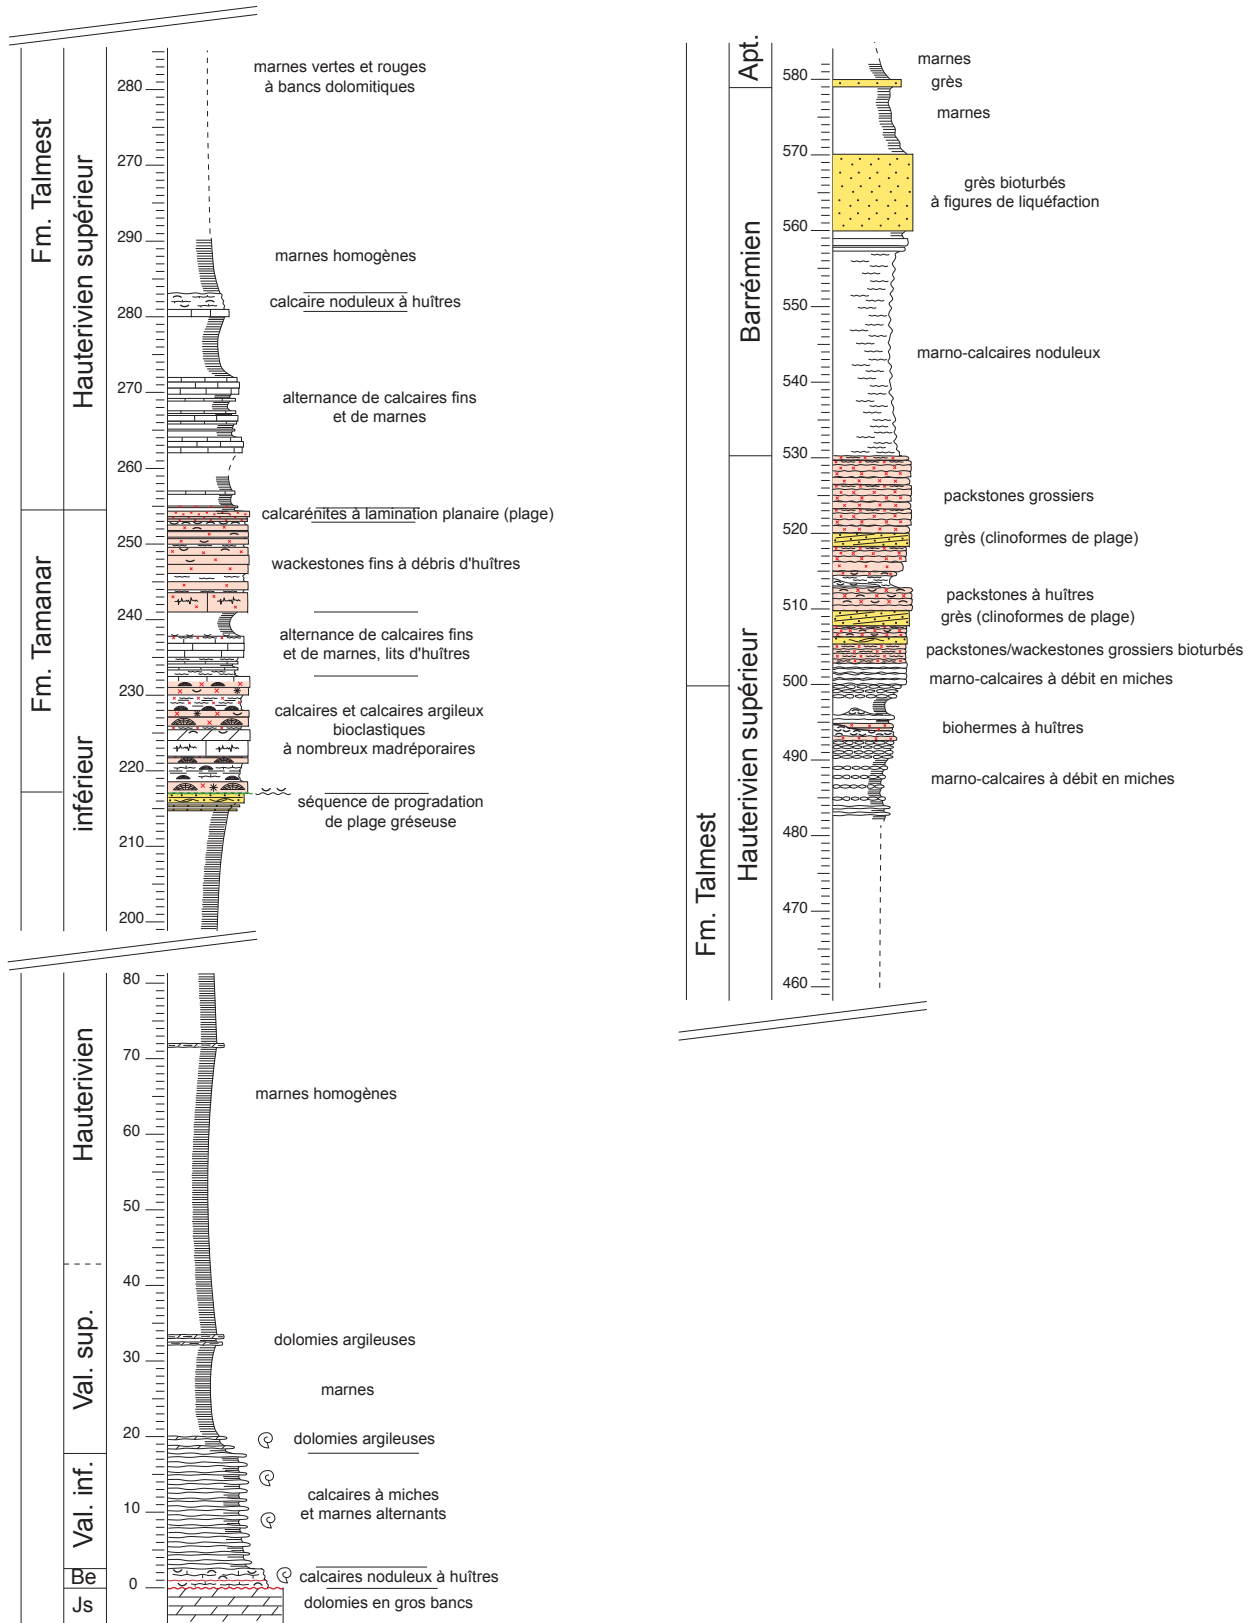 Fm. Talmest
Hauterivien supérieur
280
270
260
290
280
270
260
250
240
230
220
210
200
marnes vertes et rouges
à bancs dolomitiques
marnes homogènes
calcaire noduleux à huîtres
alternance de calcaires fins
et de marnes
Fm. Tamanar
inférieur
calcarénites à lamination planaire (plage)
wackestones fins à débris d'huîtres
alternance de calcaires fins
et de marnes, lits d'huîtres
calcaires et calcaires argileux
bioclastiques
à nombreux madréporaires
séquence de progradation
de plage gréseuse
Hauterivien
Val. sup.
Val. inf.
Be
Js
80
70
60
50
40
30
20
10
0
marnes homogènes
dolomies argileuses
marnes
dolomies argileuses
calcaires à miches
et marnes alternants
calcaires noduleux à huîtres
dolomies en gros bancs
Apt.
Barrémien
Hauterivien supérieur
Fm. Talmest
580
570
560
550
540
530
520
510
500
490
480
470
460
marnes
grès
marnes
grès bioturbés
à figures de liquéfaction
marno-calcaires noduleux
packstones grossiers
grès (clinoformes de plage)
packstones à huîtres
grès (clinoformes de plage)
packstones/wackestones grossiers bioturbés
marno-calcaires à débit en miches
biohermes à huîtres
marno-calcaires à débit en miches